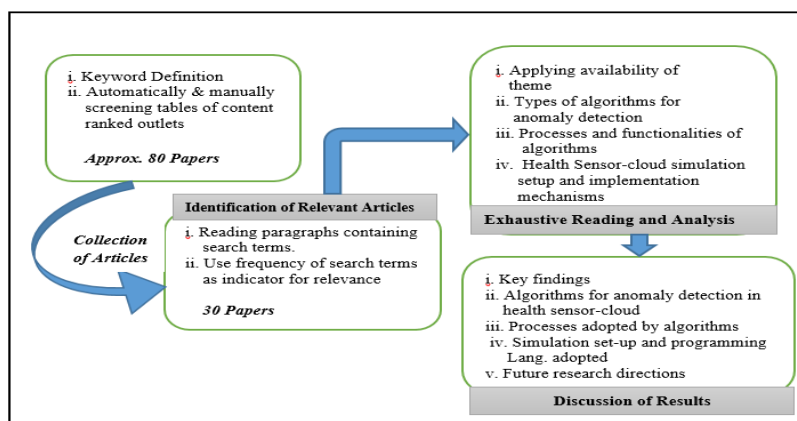 i. Keyword Definition
ii. Automatically & manually
screening tables of content
ranked outlets
Approx. 80 Papers
Collection
of Articles
Identification of Relevant Articles
i. Reading paragraphs containing
search terms.
ii. Use frequency of search terms
as indicator for relevance
30 Papers
i. Applying availability of
theme
ii. Types of algorithms for
anomaly detection
iii. Processes and functionalities of
algorithms
iv. Health Sensor-cloud simulation
setup and implementation
mechanisms
Exhaustive Reading and Analysis
i. Key findings
ii. Algorithms for anomaly detection in
health sensor-cloud
iii. Processes adopted by algorithms
iv. Simulation set-up and programming
Lang. adopted
v. Future research directions
Discussion of Results